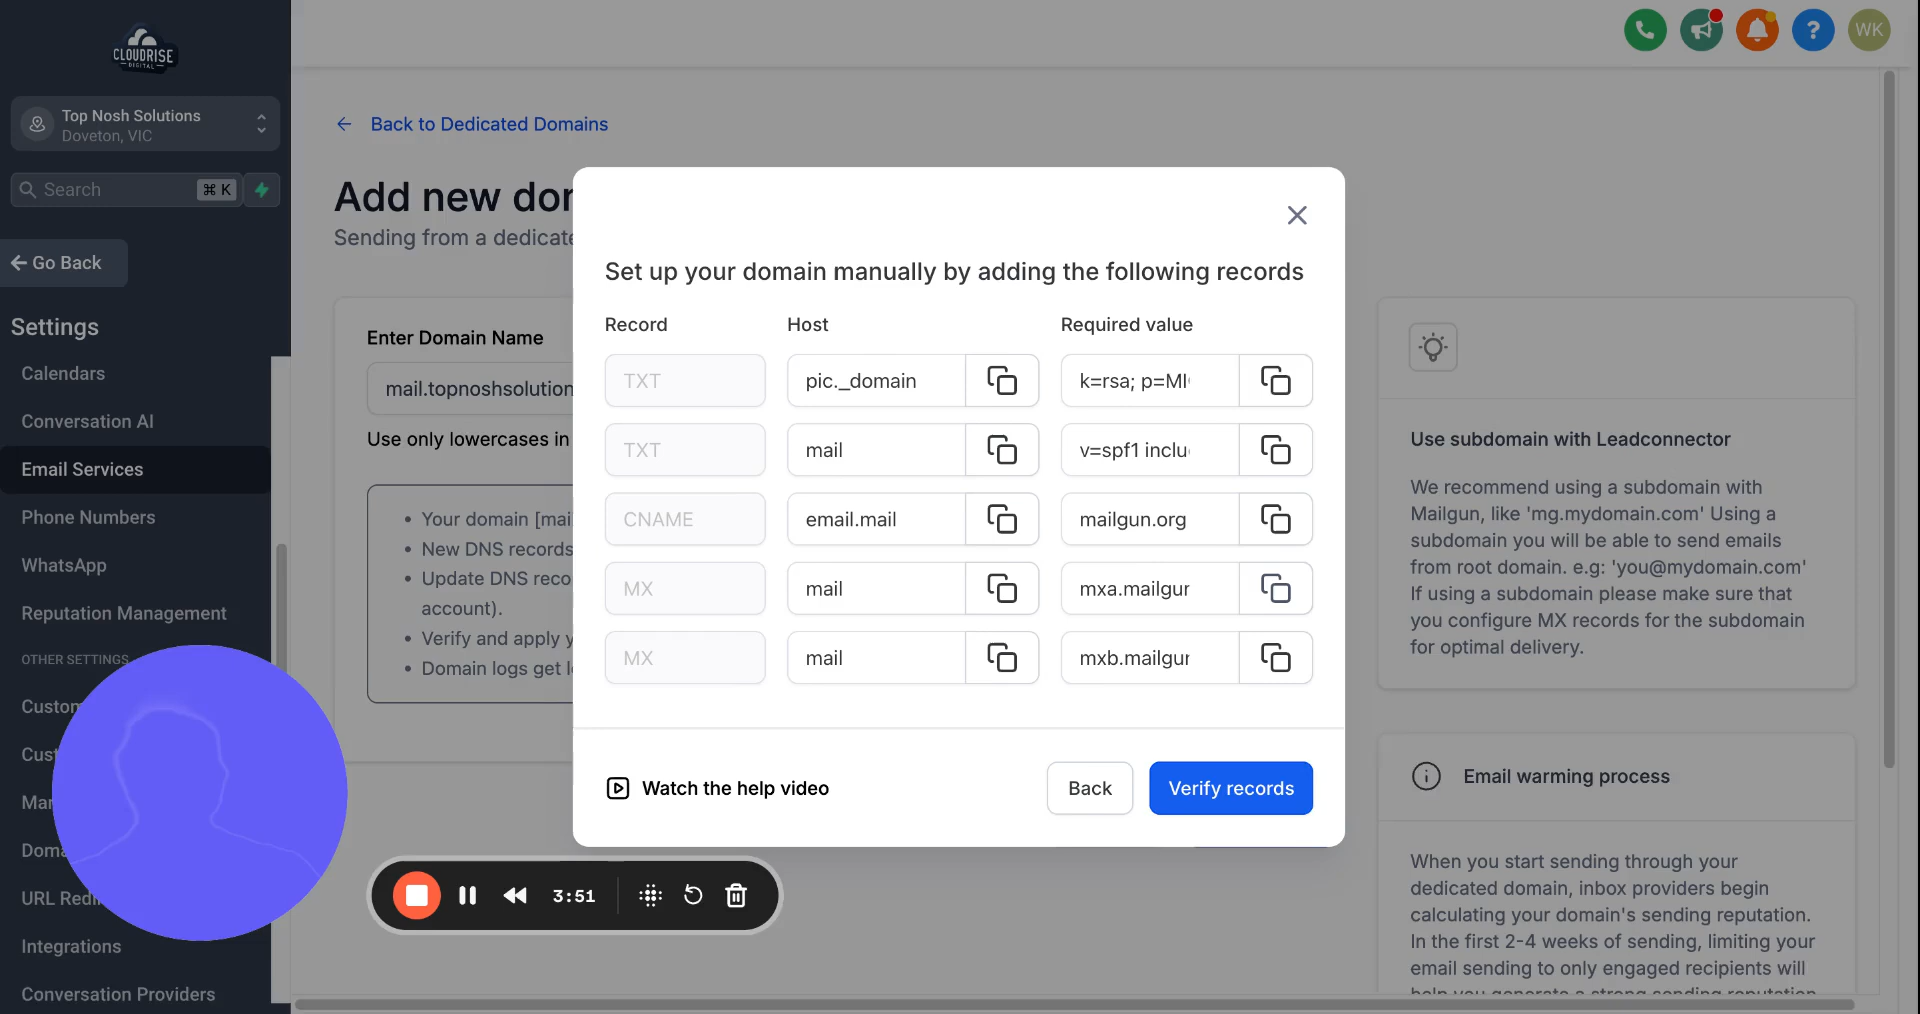 CLOUDRISE
DIGITAL
Top Nosh Solutions
Doveton, VIC
Search
⌘ K
Go Back
Settings
Calendars
Conversation AI
Email Services
Phone Numbers
WhatsApp
Reputation Management
OTHER SETTINGS
Custom
Cust
Mar
Doma
URL Redi
Integrations
Conversation Providers
WK
Back to Dedicated Domains
Add new dor
Sending from a dedicate
Enter Domain Name
mail.topnoshsolution
Use only lowercases in
• Your domain [mai
• New DNS records
• Update DNS reco
account).
• Verify and apply y
• Domain logs get l
Set up your domain manually by adding the following records
Record Host Required value
TXT pic._domain k=rsa; p=MI
TXT mail v=spf1 inclu
CNAME email.mail mailgun.org
MX mail mxa.mailgur
MX mail mxb.mailgur
Watch the help video
Back
Verify records
3:51
Use subdomain with Leadconnector
We recommend using a subdomain with
Mailgun, like 'mg.mydomain.com' Using a
subdomain you will be able to send emails
from root domain. e.g: 'you@mydomain.com'
If using a subdomain please make sure that
you configure MX records for the subdomain
for optimal delivery.
Email warming process
When you start sending through your
dedicated domain, inbox providers begin
calculating your domain's sending reputation.
In the first 2-4 weeks of sending, limiting your
email sending to only engaged recipients will
help you generate a strong sending reputation